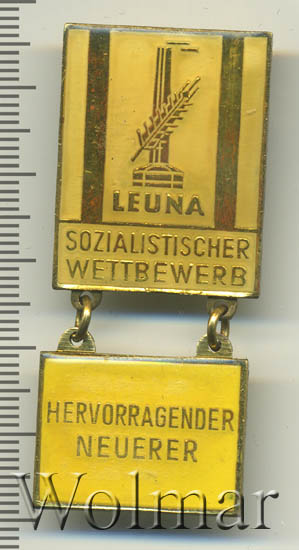 LEUNA
SOZIALISTISCHER
WETTBEWERB
HERVORRAGENDER
NEUERER
Wolmar